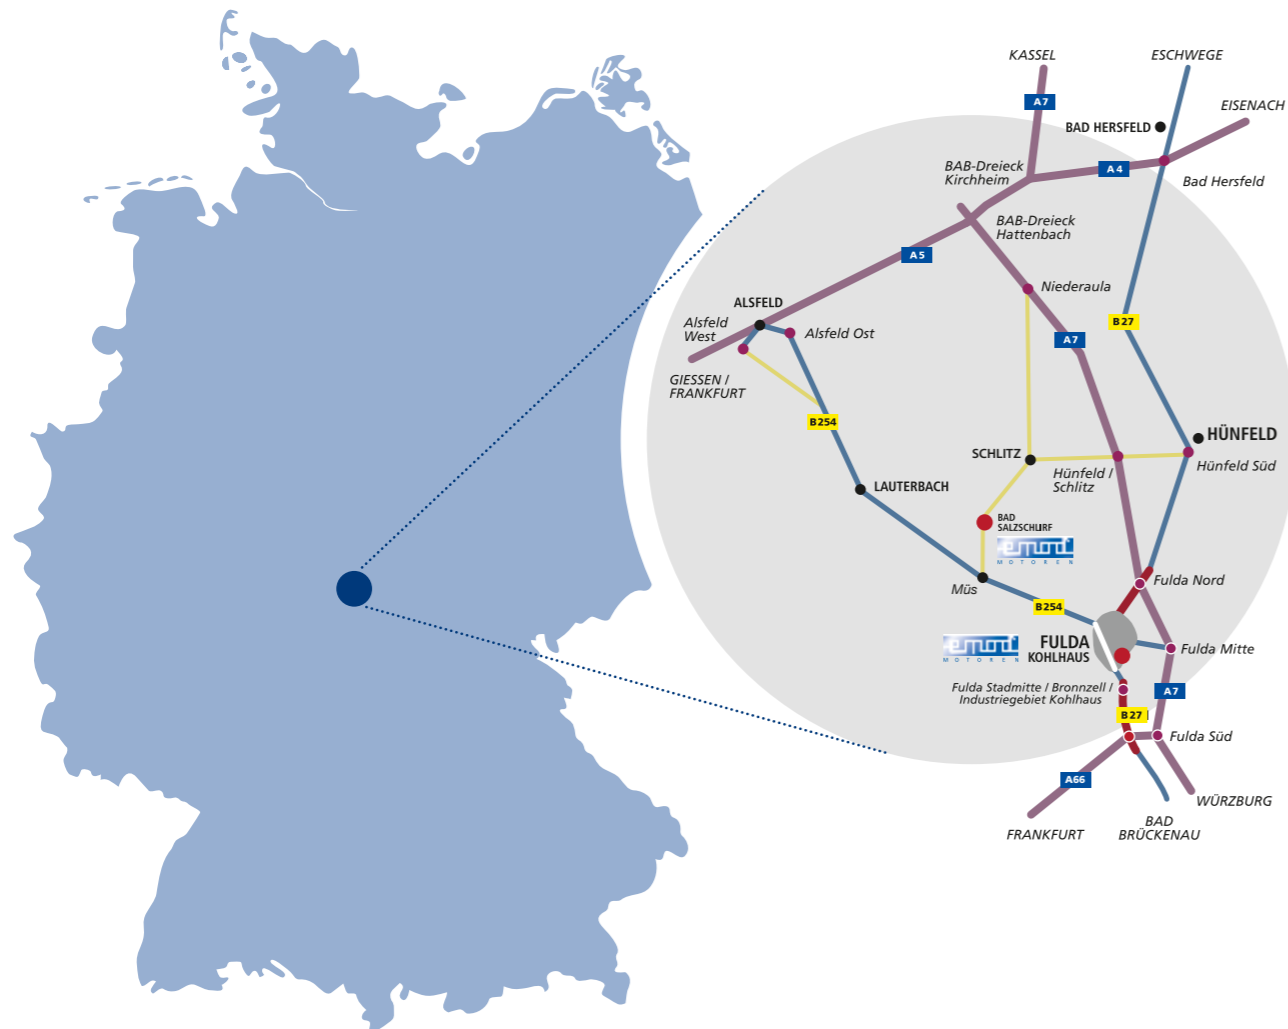 KASSEL
ESCHWEGE
A7
EISENACH
BAD HERSFELD
BAB-Dreieck
Kirchheim
A4
Bad Hersfeld
BAB-Dreieck
Hattenbach
A5
Niederaula
ALSFELD
Alsfeld
West
Alsfeld Ost
B27
A7
GIESSEN /
FRANKFURT
B254
HÜNFELD
SCHLITZ
Hünfeld /
Schlitz
Hünfeld Süd
LAUTERBACH
BAD
SALZSCHLIRF
emod
MOTOREN
Müs
Fulda Nord
B254
emod
MOTOREN
FULDA
KOHLHAUS
Fulda Mitte
Fulda Stadmitte / Bronnzell /
Industriegebiet Kohlhaus
A7
B27
Fulda Süd
A66
WÜRZBURG
FRANKFURT
BAD
BRÜCKENAU